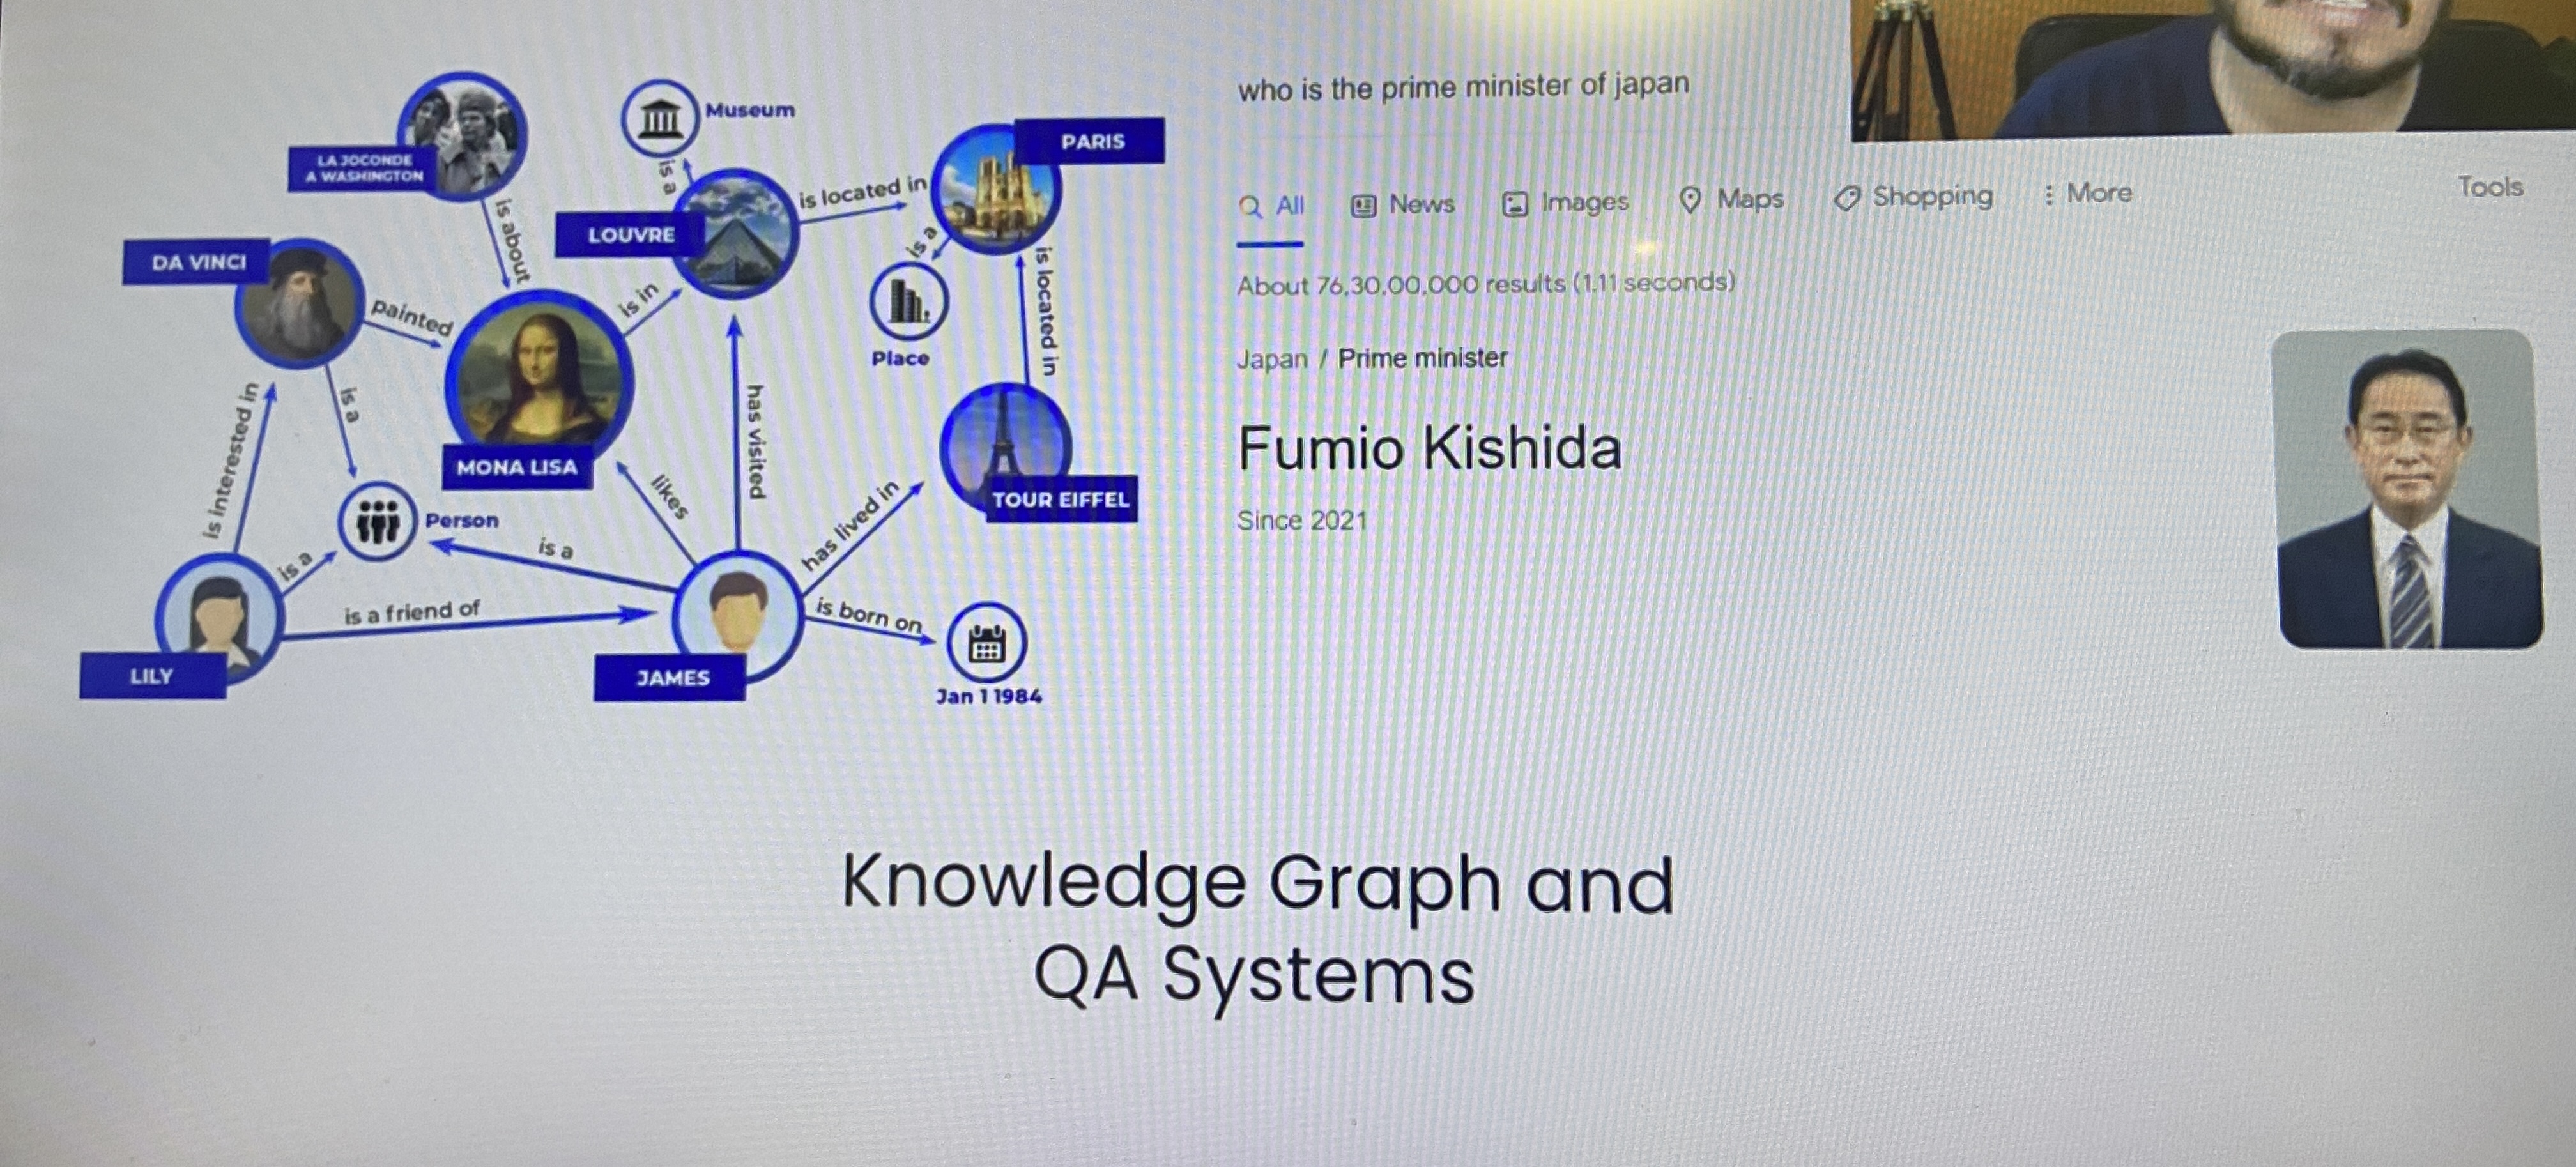 LA JOCONDE
A WASHINGTON
Museum
PARIS
is a
is located in
LOUVRE
is about
DA VINCI
painted
is in
is a
Place
is located in
is interested in
is a
MONA LISA
has visited
likes
TOUR EIFFEL
Person
is a
is a
has lived in
is a friend of
is born on
LILY
JAMES
Jan 1 1984
who is the prime minister of japan
All
News
Images
Maps
Shopping
More
Tools
About 76,30,00,000 results (1.11 seconds)
Japan / Prime minister
Fumio Kishida
Since 2021
Knowledge Graph and
QA Systems